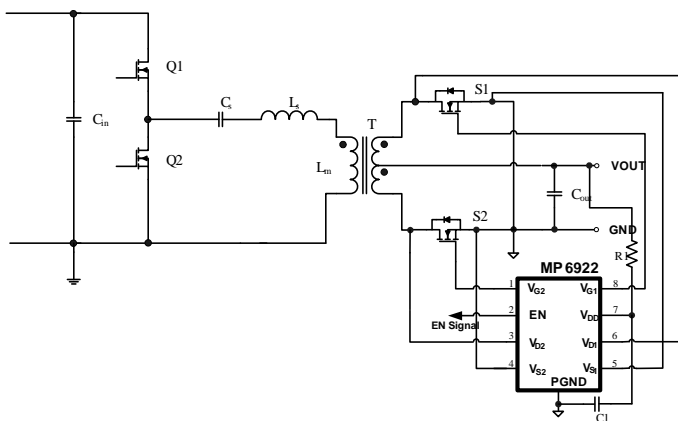 Q1
Q2
Cin
Cs
Ls
T
Lm
S1
S2
VOUT
Cout
GND
R1
MP6922
1 VG2 VG1 8
2 EN VDD 7
EN Signal
3 VD2 VD1 6
4 VS2 VS1 5
PGND
C1